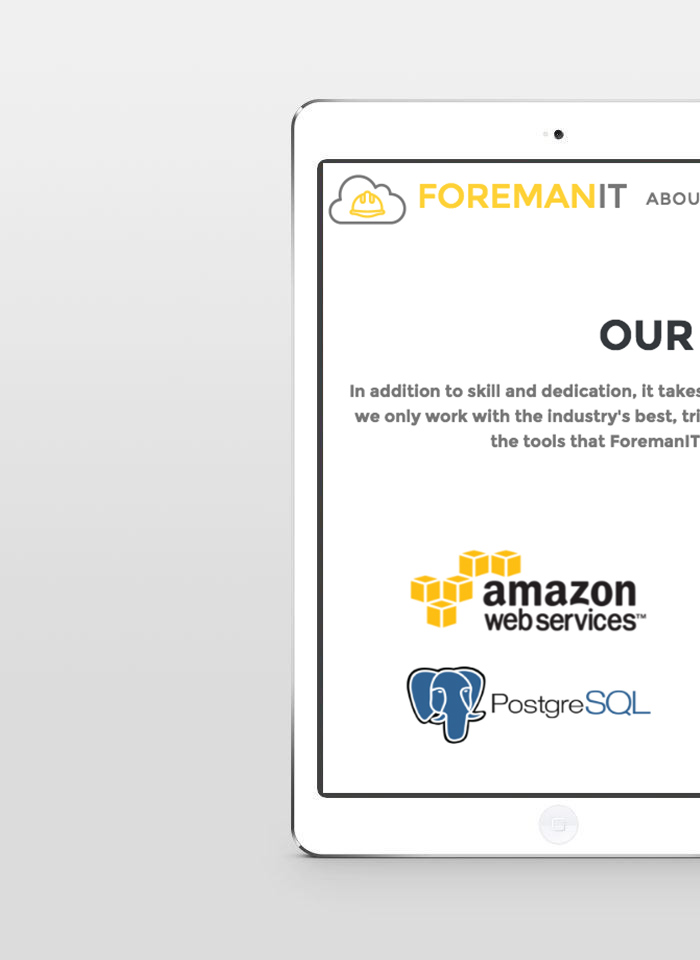 FOREMANIT ABOU
OUR
In addition to skill and dedication, it takes
we only work with the industry's best, tri
the tools that ForemanIT
amazon
web services™
PostgreSQL